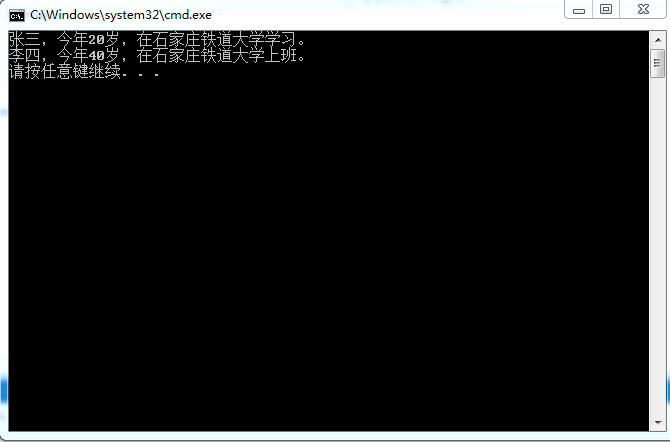 C:\Windows\system32\cmd.exe
张三，今年20岁，在石家庄铁道大学学习。
李四，今年40岁，在石家庄铁道大学上班。
请按任意键继续. . .